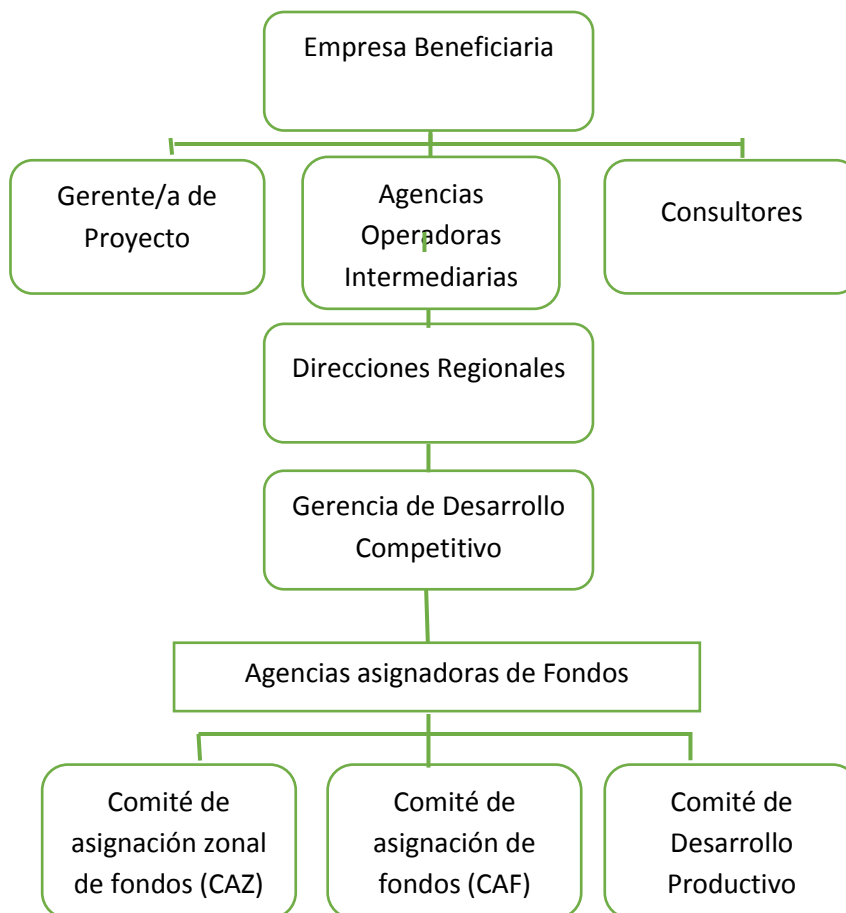 Empresa Beneficiaria
Gerente/a de
Proyecto
Agencias
Operadoras
Intermediarias
Consultores
Direcciones Regionales
Gerencia de Desarrollo
Competitivo
Agencias asignadoras de Fondos
Comité de
asignación zonal
de fondos (CAZ)
Comité de
asignación de
fondos (CAF)
Comité de
Desarrollo
Productivo